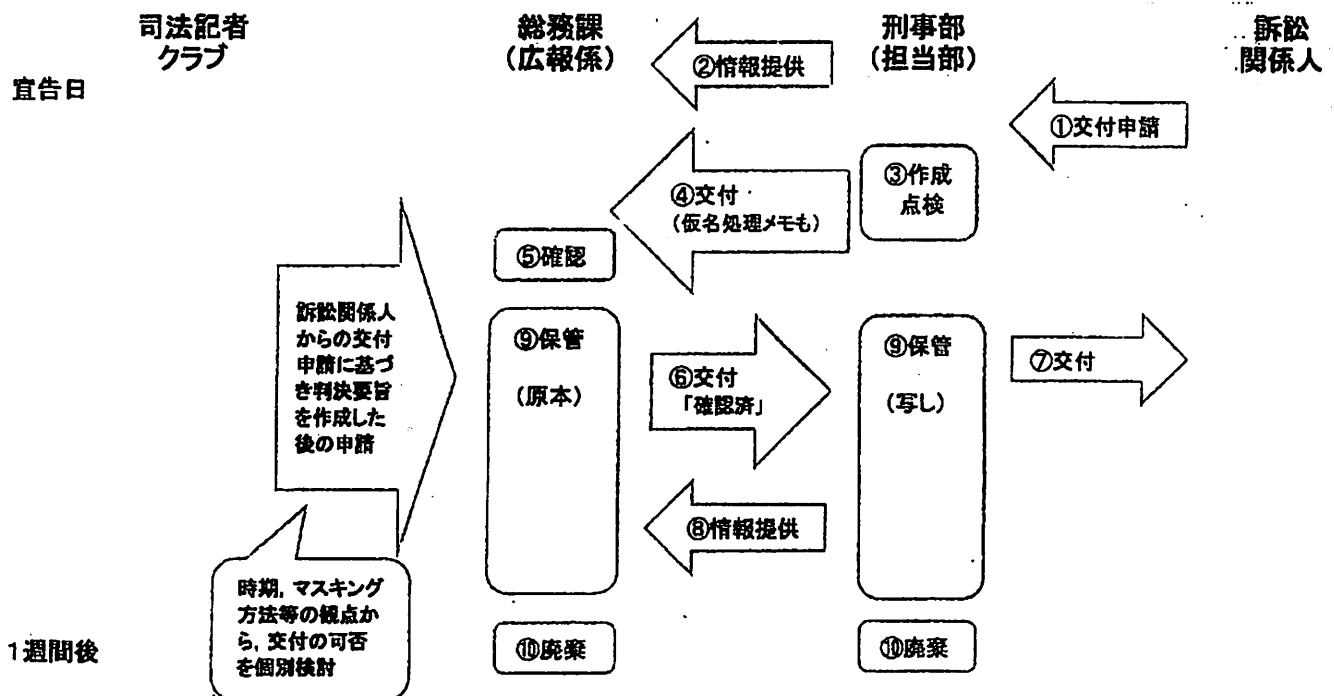 司法記者
クラブ
総務課
(広報係)
刑事部
(担当部)
訴訟
関係人
宣告日
②情報提供
①交付申請
③作成
点検
④交付
(仮名処理メモも)
⑤確認
訴訟関係人
からの交付
申請に基づ
き判決要旨
を作成した
後の申請
⑨保管
(原本)
⑥交付
「確認済」
⑨保管
(写し)
⑦交付
⑧情報提供
時期,マスキング
方法等の観点か
ら,交付の可否
を個別検討
1週間後
⑩廃棄
⑩廃棄